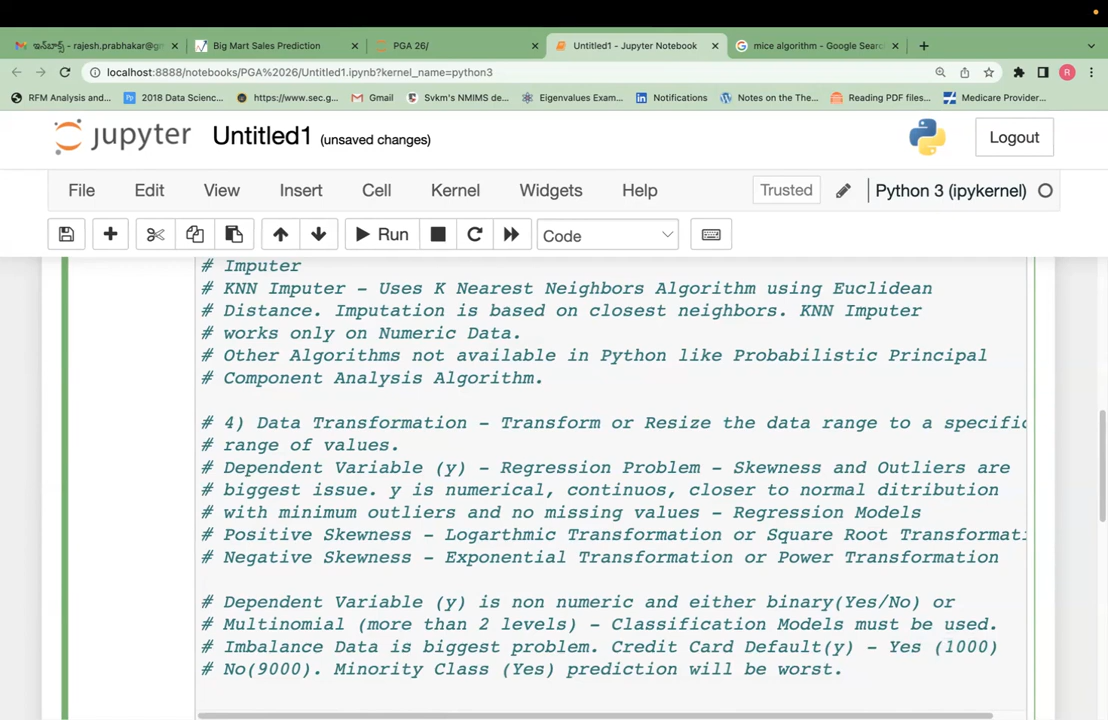 ఇన్‌బాక్స్ - rajesh.prabhakar@gm
Big Mart Sales Prediction
PGA 26/
Untitled1 - Jupyter Notebook
mice algorithm - Google Searc
localhost:8888/notebooks/PGA%2026/Untitled1.ipynb?kernel_name=python3
R
RFM Analysis and...
2018 Data Scienc...
https://www.sec.g...
Gmail
Svkm's NMIMS de...
Eigenvalues Exam...
Notifications
Notes on the The...
Reading PDF files...
Medicare Provider...
jupyter Untitled1 (unsaved changes)
Logout
File Edit View Insert Cell Kernel Widgets Help
Trusted
Python 3 (ipykernel)
Run
Code
# Imputer
# KNN Imputer - Uses K Nearest Neighbors Algorithm using Euclidean
# Distance. Imputation is based on closest neighbors. KNN Imputer
# works only on Numeric Data.
# Other Algorithms not available in Python like Probabilistic Principal
# Component Analysis Algorithm.
# 4) Data Transformation - Transform or Resize the data range to a specific
# range of values.
# Dependent Variable (y) - Regression Problem - Skewness and Outliers are
# biggest issue. y is numerical, continuos, closer to normal ditribution
# with minimum outliers and no missing values - Regression Models
# Positive Skewness - Logarthmic Transformation or Square Root Transformati
# Negative Skewness - Exponential Transformation or Power Transformation
# Dependent Variable (y) is non numeric and either binary(Yes/No) or
# Multinomial (more than 2 levels) - Classification Models must be used.
# Imbalance Data is biggest problem. Credit Card Default(y) - Yes (1000)
# No(9000). Minority Class (Yes) prediction will be worst.